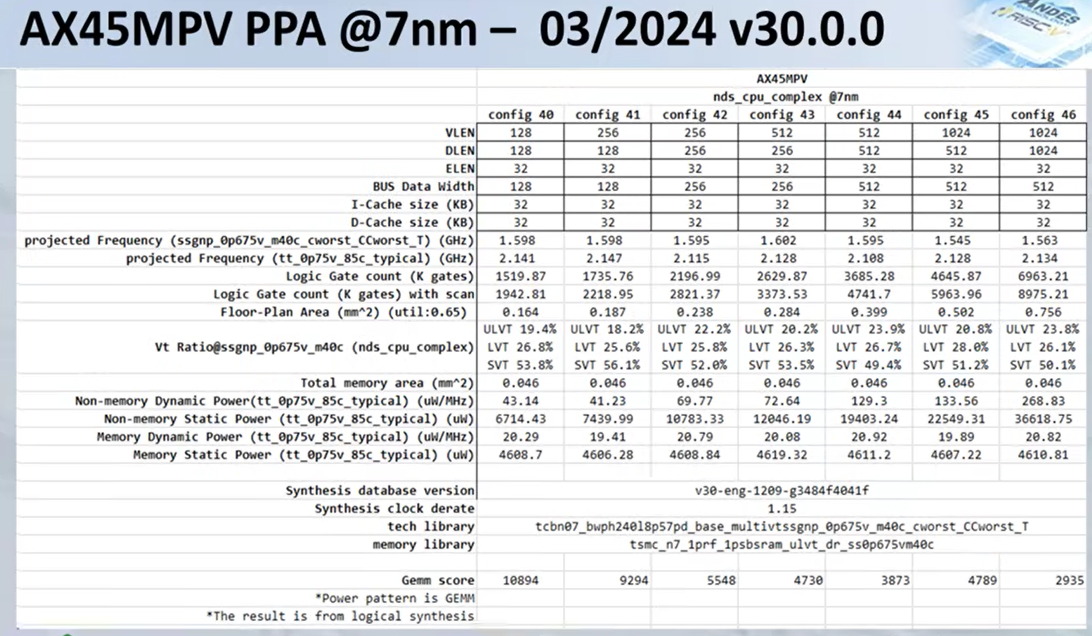 AX45MPV PPA @7nm – 03/2024 v30.0.0
ANDES
RISC-V
AX45MPV
nds_cpu_complex @7nm
config 40 config 41 config 42 config 43 config 44 config 45 config 46
VLEN 128 256 256 512 512 1024 1024
DLEN 128 128 256 256 512 512 1024
ELEN 32 32 32 32 32 32 32
BUS Data Width 128 128 256 256 512 512 512
I-Cache size (KB) 32 32 32 32 32 32 32
D-Cache size (KB) 32 32 32 32 32 32 32
projected Frequency (ssgnp_0p675v_m40c_cworst_CCworst_T) (GHz) 1.598 1.598 1.595 1.602 1.595 1.545 1.563
projected Frequency (tt_0p75v_85c_typical) (GHz) 2.141 2.147 2.115 2.128 2.108 2.128 2.134
Logic Gate count (K gates) 1519.87 1735.76 2196.99 2629.87 3685.28 4645.87 6963.21
Logic Gate count (K gates) with scan 1942.81 2218.95 2821.37 3373.53 4741.7 5963.96 8975.21
Floor-Plan Area (mm^2) (util:0.65) 0.164 0.187 0.238 0.284 0.399 0.502 0.756
ULVT 19.4% ULVT 18.2% ULVT 22.2% ULVT 20.2% ULVT 23.9% ULVT 20.8% ULVT 23.8%
Vt Ratio@ssgnp_0p675v_m40c (nds_cpu_complex) LVT 26.8% LVT 25.6% LVT 25.8% LVT 26.3% LVT 26.7% LVT 28.0% LVT 26.1%
SVT 53.8% SVT 56.1% SVT 52.0% SVT 53.5% SVT 49.4% SVT 51.2% SVT 50.1%
Total memory area (mm^2) 0.046 0.046 0.046 0.046 0.046 0.046 0.046
Non-memory Dynamic Power(tt_0p75v_85c_typical) (uW/MHz) 43.14 41.23 69.77 72.64 129.3 133.56 268.83
Non-memory Static Power (tt_0p75v_85c_typical) (uW) 6714.43 7439.99 10783.33 12046.19 19403.24 22549.31 36618.75
Memory Dynamic Power (tt_0p75v_85c_typical) (uW/MHz) 20.29 19.41 20.79 20.08 20.92 19.89 20.82
Memory Static Power (tt_0p75v_85c_typical) (uW) 4608.7 4606.28 4608.84 4619.32 4611.2 4607.22 4610.81
Synthesis database version v30-eng-1209-g3484f4041f
Synthesis clock derate 1.15
tech library tcbn07_bwph240l8p57pd_base_multivtssgnp_0p675v_m40c_cworst_CCworst_T
memory library tsmc_n7_1prf_1psbsram_ulvt_dr_ss0p675vm40c
Gemm score 10894 9294 5548 4730 3873 4789 2935
*Power pattern is GEMM
*The result is from logical synthesis